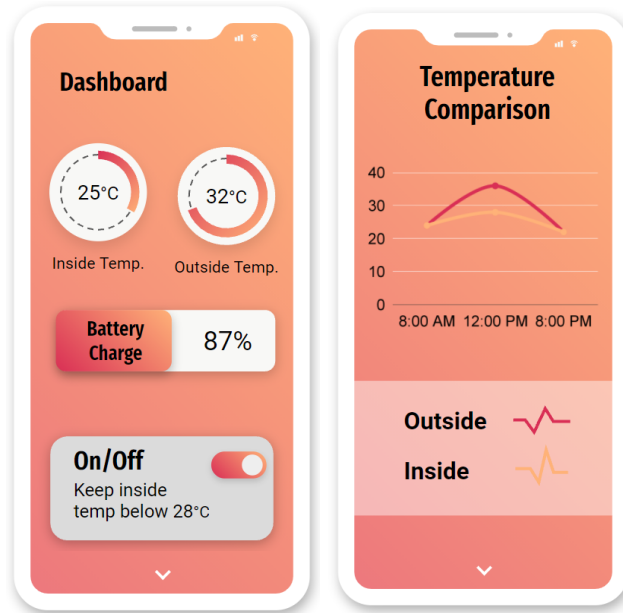 Dashboard
25°C
32°C
Inside Temp.
Outside Temp.
Battery
Charge
87%
On/Off
Keep inside
temp below 28°C
Temperature
Comparison
40
30
20
10
0
8:00 AM 12:00 PM 8:00 PM
Outside
Inside